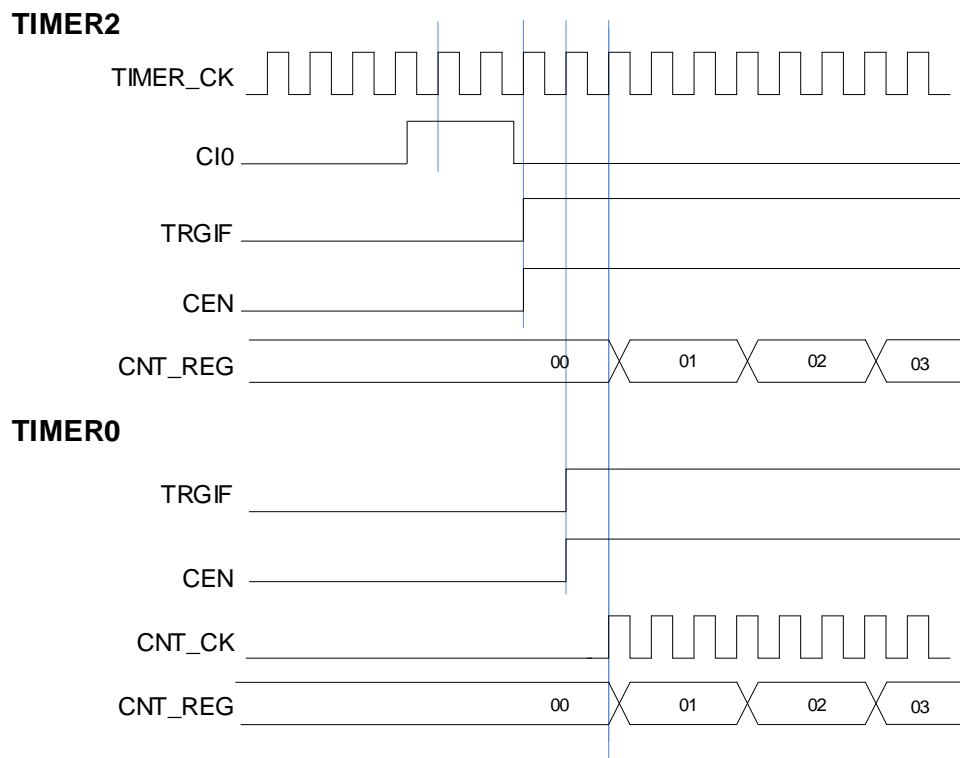 TIMER2
TIMER_CK
CI0
TRGIF
CEN
CNT_REG 00 01 02 03
TIMER0
TRGIF
CEN
CNT_CK
CNT_REG 00 01 02 03